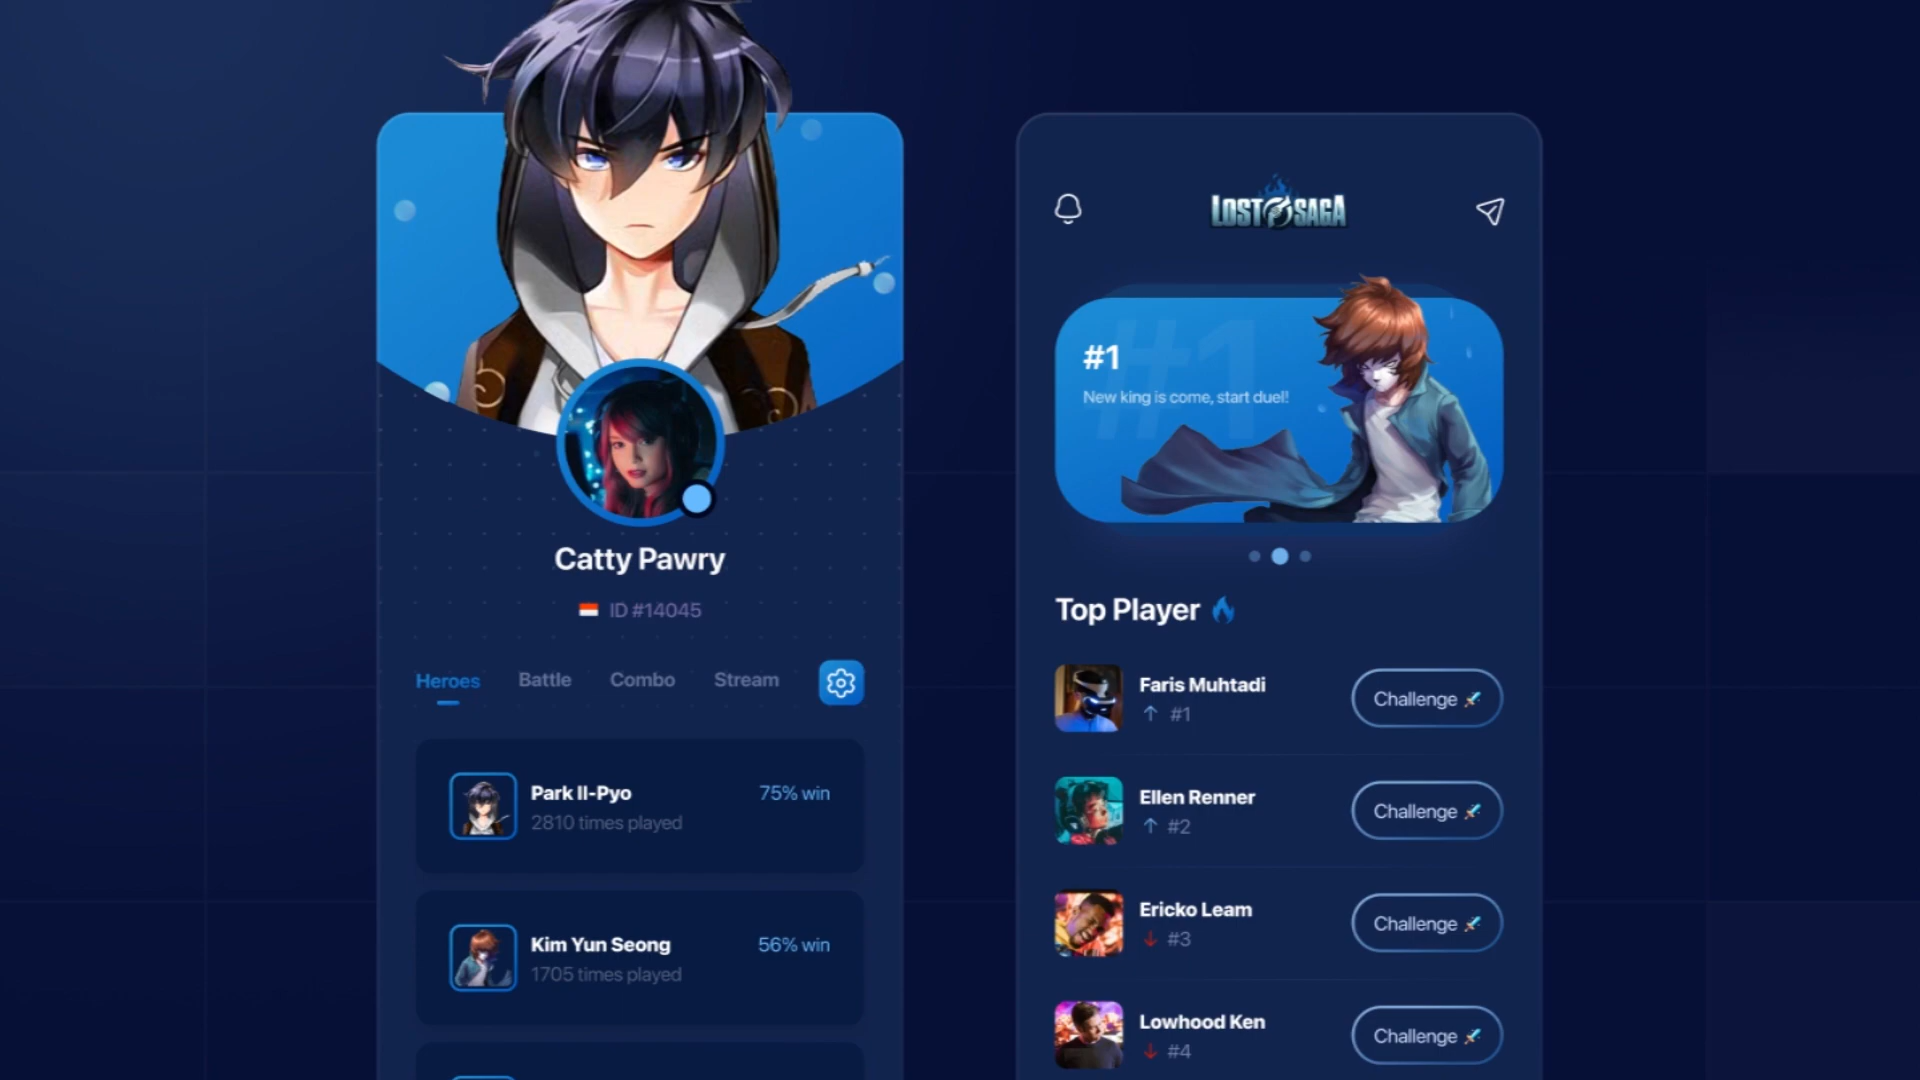 Catty Pawry
ID #14045
Heroes
Battle
Combo
Stream
Park Il-Pyo
75% win
2810 times played
Kim Yun Seong
56% win
1705 times played
LOST SAGA
#1
#1
New king is come, start duel!
Top Player
Faris Muhtadi
#1
Challenge
Ellen Renner
#2
Challenge
Ericko Leam
#3
Challenge
Lowhood Ken
#4
Challenge